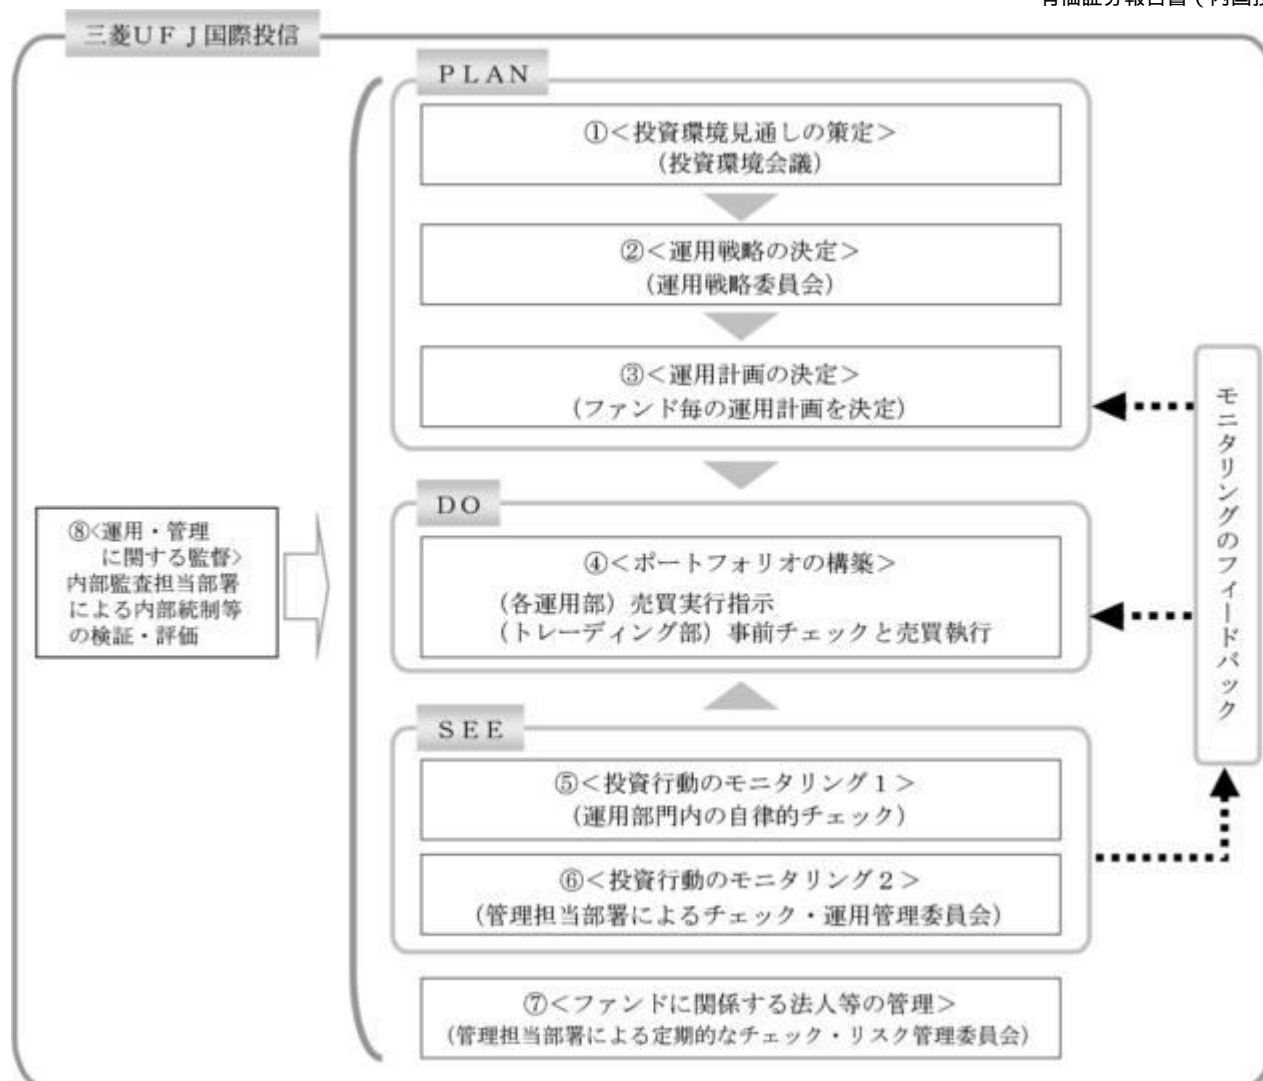 三菱ＵＦＪ国際投信
ＰＬＡＮ
①＜投資環境見通しの策定＞
（投資環境会議）
②＜運用戦略の決定＞
（運用戦略委員会）
③＜運用計画の決定＞
（ファンド毎の運用計画を決定）
ＤＯ
④＜ポートフォリオの構築＞
（各運用部）売買実行指示
（トレーディング部）事前チェックと売買執行
ＳＥＥ
⑤＜投資行動のモニタリング１＞
（運用部門内の自律的チェック）
⑥＜投資行動のモニタリング２＞
（管理担当部署によるチェック・運用管理委員会）
⑦＜ファンドに関係する法人等の管理＞
（管理担当部署による定期的なチェック・リスク管理委員会）
⑧<運用・管理
に関する監督>
内部監査担当部署
による内部統制等
の検証・評価
モニタリングのフィードバック